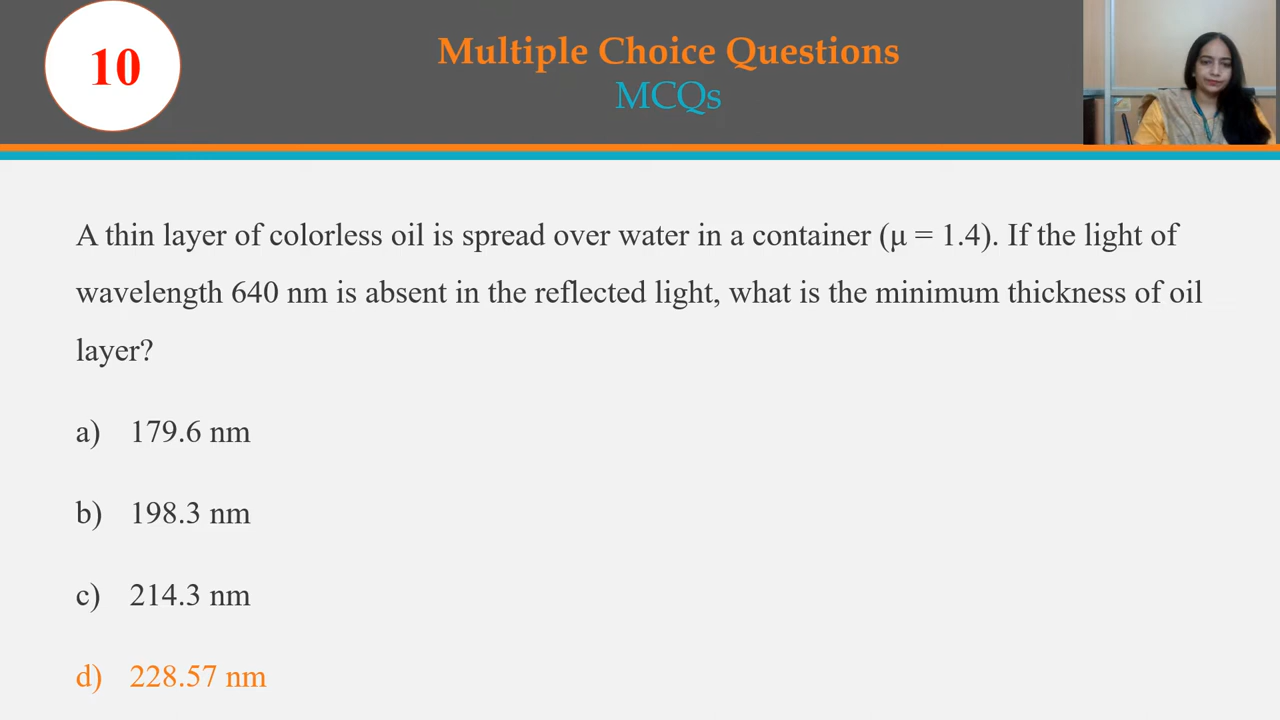 10
Multiple Choice Questions
MCQs
A thin layer of colorless oil is spread over water in a container (μ = 1.4). If the light of
wavelength 640 nm is absent in the reflected light, what is the minimum thickness of oil
layer?
a) 179.6 nm
b) 198.3 nm
c) 214.3 nm
d) 228.57 nm